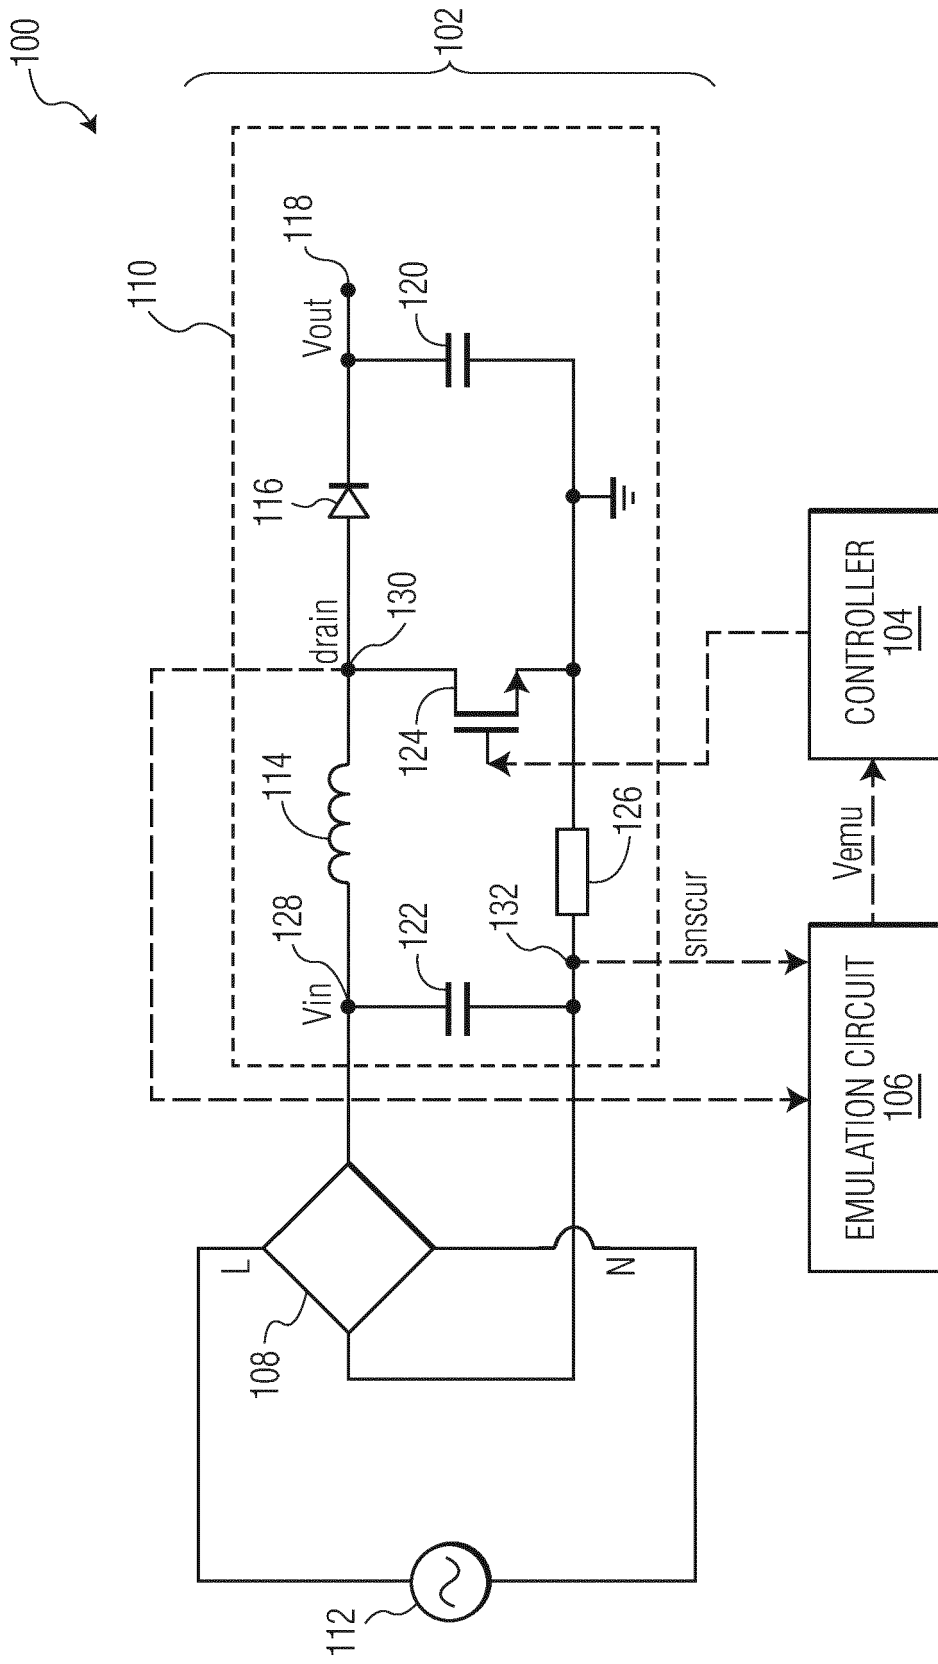 100
102
110
118
Vout
120
116
drain
130
124
114
126
128
Vin
122
132
snscur
L
108
N
112
CONTROLLER
104
Vemu
EMULATION CIRCUIT
106